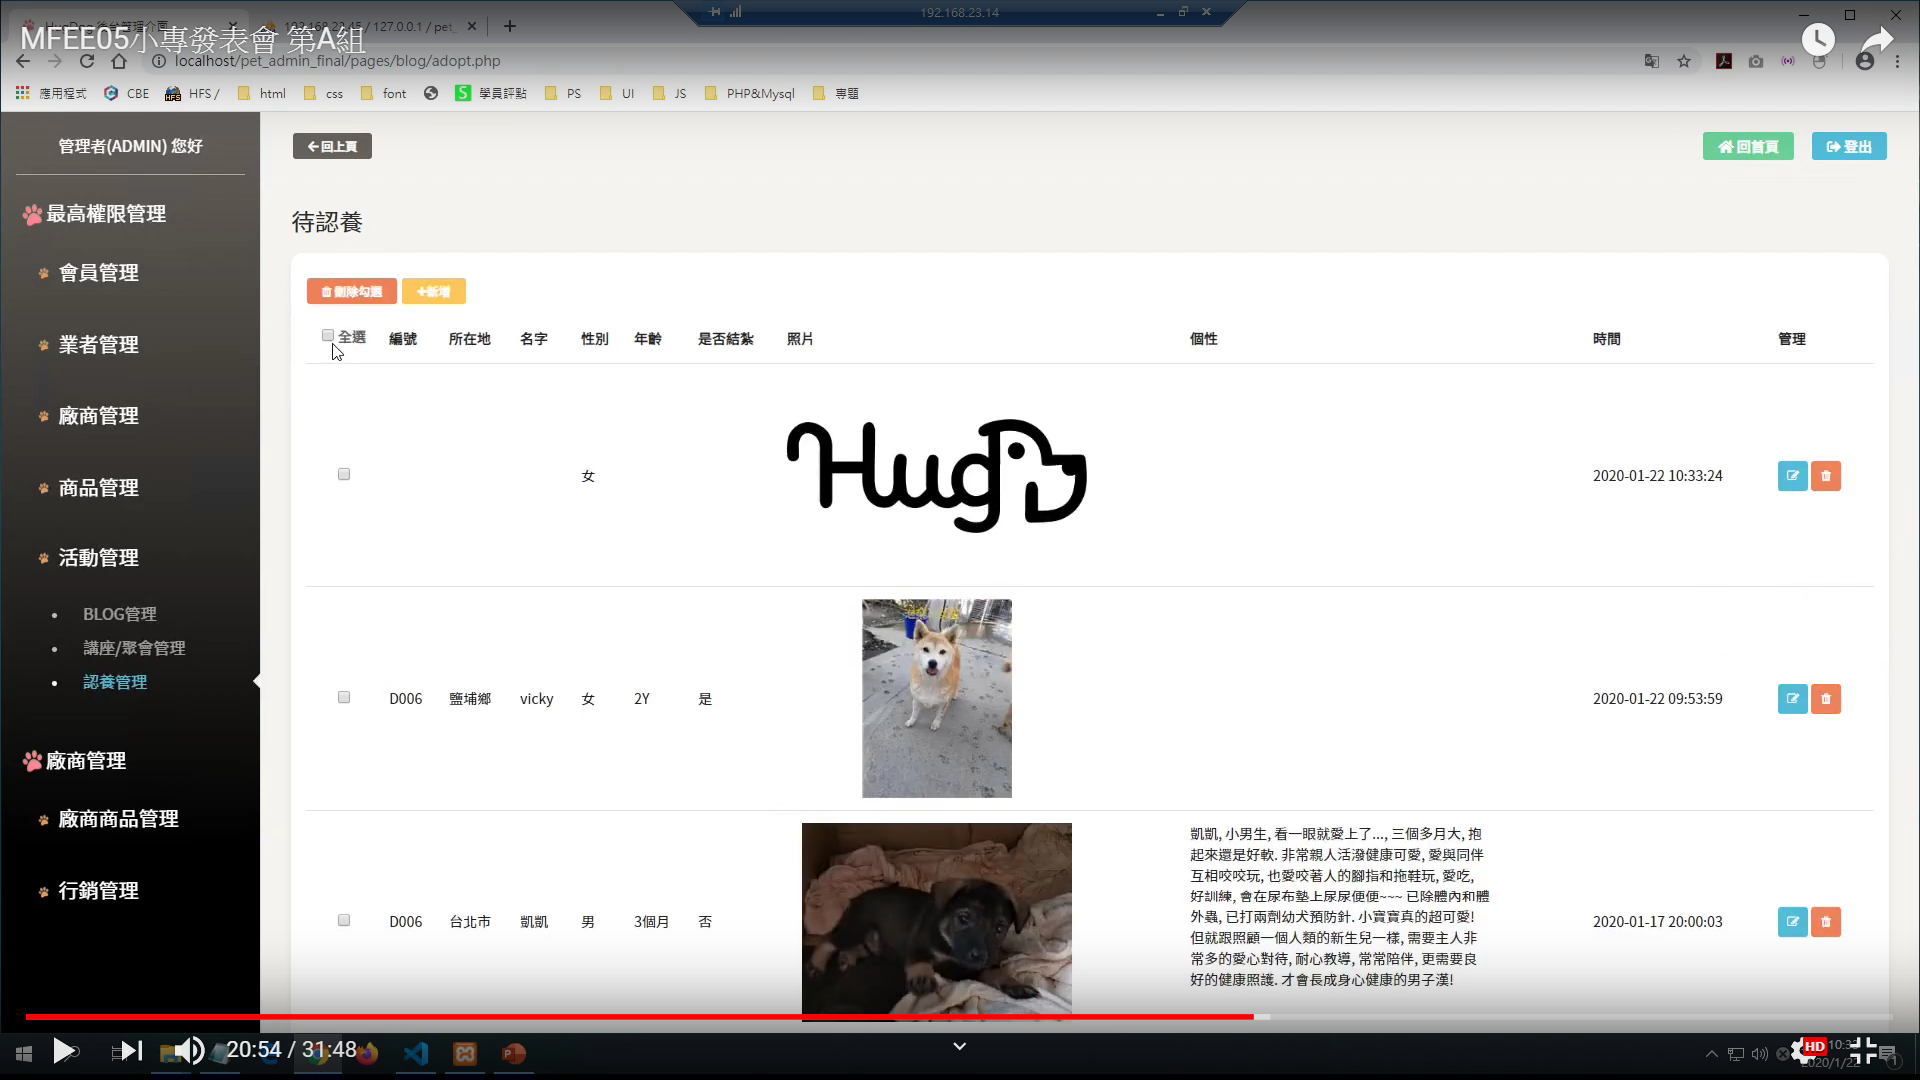 192.168.23.14
MFEE05小專發表會 第A組
localhost/pet_admin_final/pages/blog/adopt.php
應用程式 CBE HFS / html css font 學員評點 PS UI JS PHP&Mysql 專題
管理者(ADMIN) 您好
回上頁
回首頁
登出
最高權限管理
會員管理
業者管理
廠商管理
商品管理
活動管理
BLOG管理
講座/聚會管理
認養管理
廠商管理
廠商商品管理
行銷管理
待認養
刪除勾選
新增
全選 編號 所在地 名字 性別 年齡 是否結紮 照片 個性 時間 管理
女 HugD 2020-01-22 10:33:24
D006 鹽埔鄉 vicky 女 2Y 是 2020-01-22 09:53:59
D006 台北市 凱凱 男 3個月 否 2020-01-17 20:00:03
凱凱, 小男生, 看一眼就愛上了..., 三個多月大, 抱
起來還是好軟. 非常親人活潑健康可愛, 愛與同伴
互相咬咬玩, 也愛咬著人的腳指和拖鞋玩, 愛吃,
好訓練, 會在尿布墊上尿尿便便~~~ 已除體內和體
外蟲, 已打兩劑幼犬預防針. 小寶寶真的超可愛!
但就跟照顧一個人類的新生兒一樣, 需要主人非
常多的愛心對待, 耐心教導, 常常陪伴, 更需要良
好的健康照護. 才會長成身心健康的男子漢!
20:54 / 31:48
HD